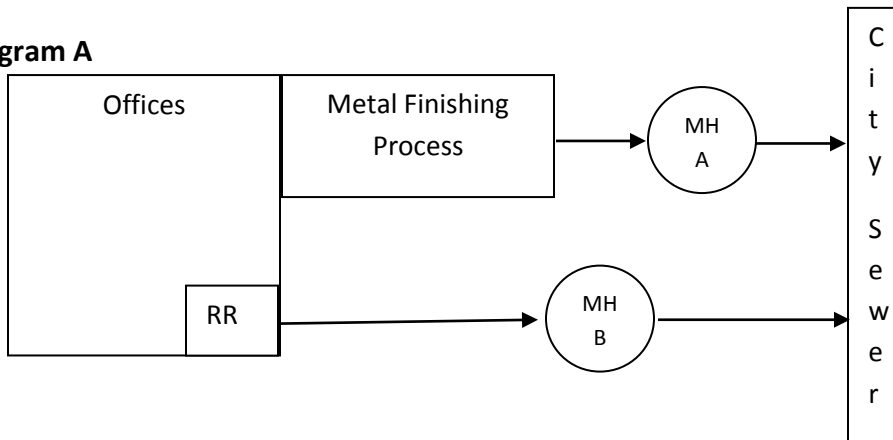 gram A
Offices
Metal Finishing
Process
MH
A
RR
MH
B
C
i
t
y
S
e
w
e
r